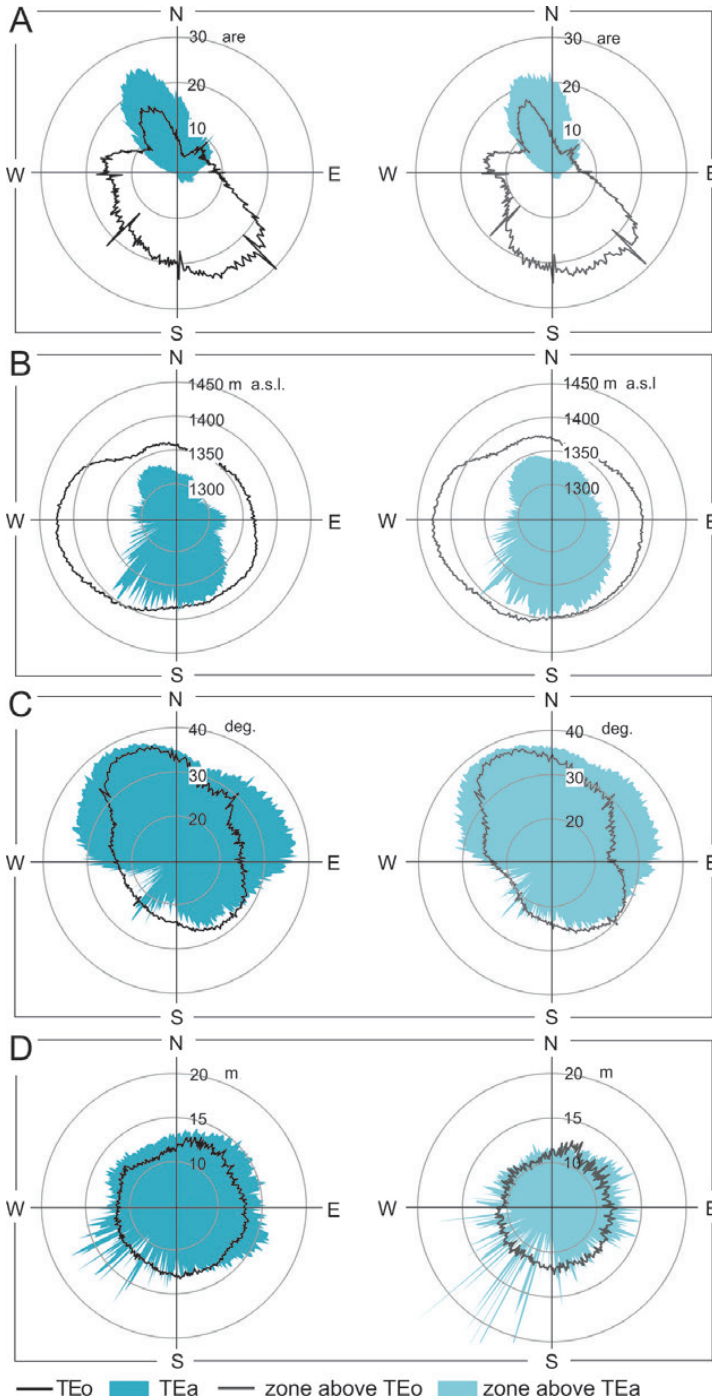 A
N N
30 are 30 are
20 20
10 10
W E W E
S S
B
N N
1450 m a.s.l. 1450 m a.s.l
1400 1400
1350 1350
1300 1300
W E W E
S S
C
N N
40 deg. 40 deg.
30 30
20 20
W E W E
S S
D
N N
20 m 20 m
15 15
10 10
W E W E
S S
TEo TEa zone above TEo zone above TEa